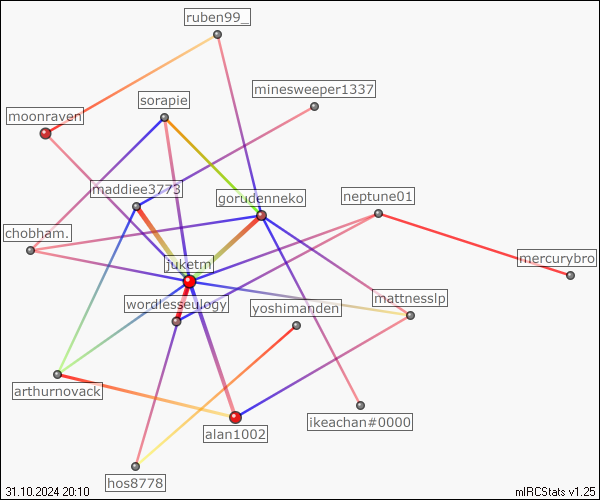 ruben99_
minesweeper1337
sorapie
moonraven
maddiee3773
gorudenneko
neptune01
chobham.
mercurybro
juketm
mattnesslp
wordlesseulogy
yoshimanden
arthurnovack
ikeachan#0000
alan1002
hos8778
31.10.2024 20:10
mIRCStats v1.25